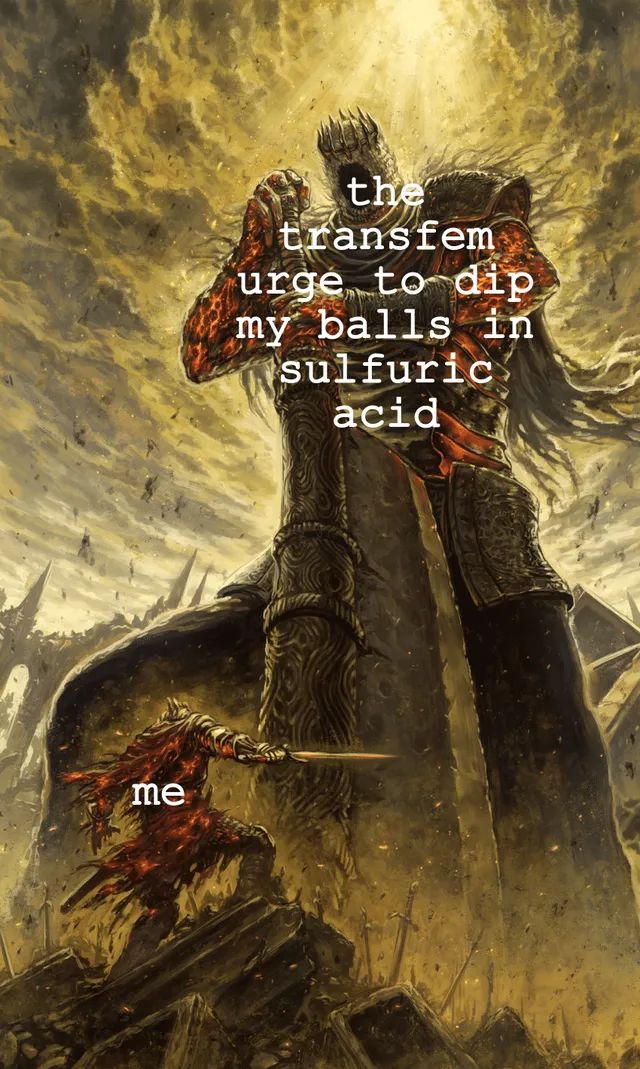 the
transfem
urge to dip
my balls in
sulfuric
acid
me